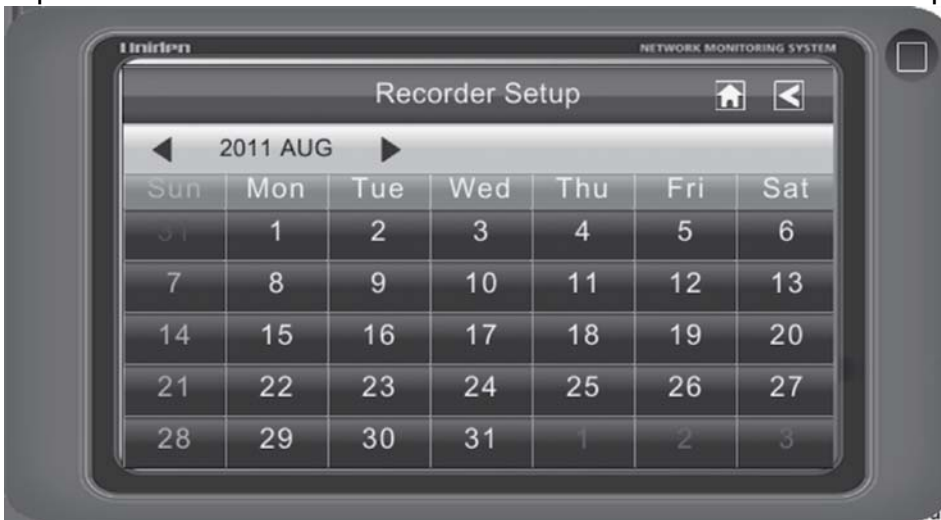 Uniden NETWORK MONITORING SYSTEM
Recorder Setup
2011 AUG
Sun Mon Tue Wed Thu Fri Sat
31 1 2 3 4 5 6
7 8 9 10 11 12 13
14 15 16 17 18 19 20
21 22 23 24 25 26 27
28 29 30 31 1 2 3